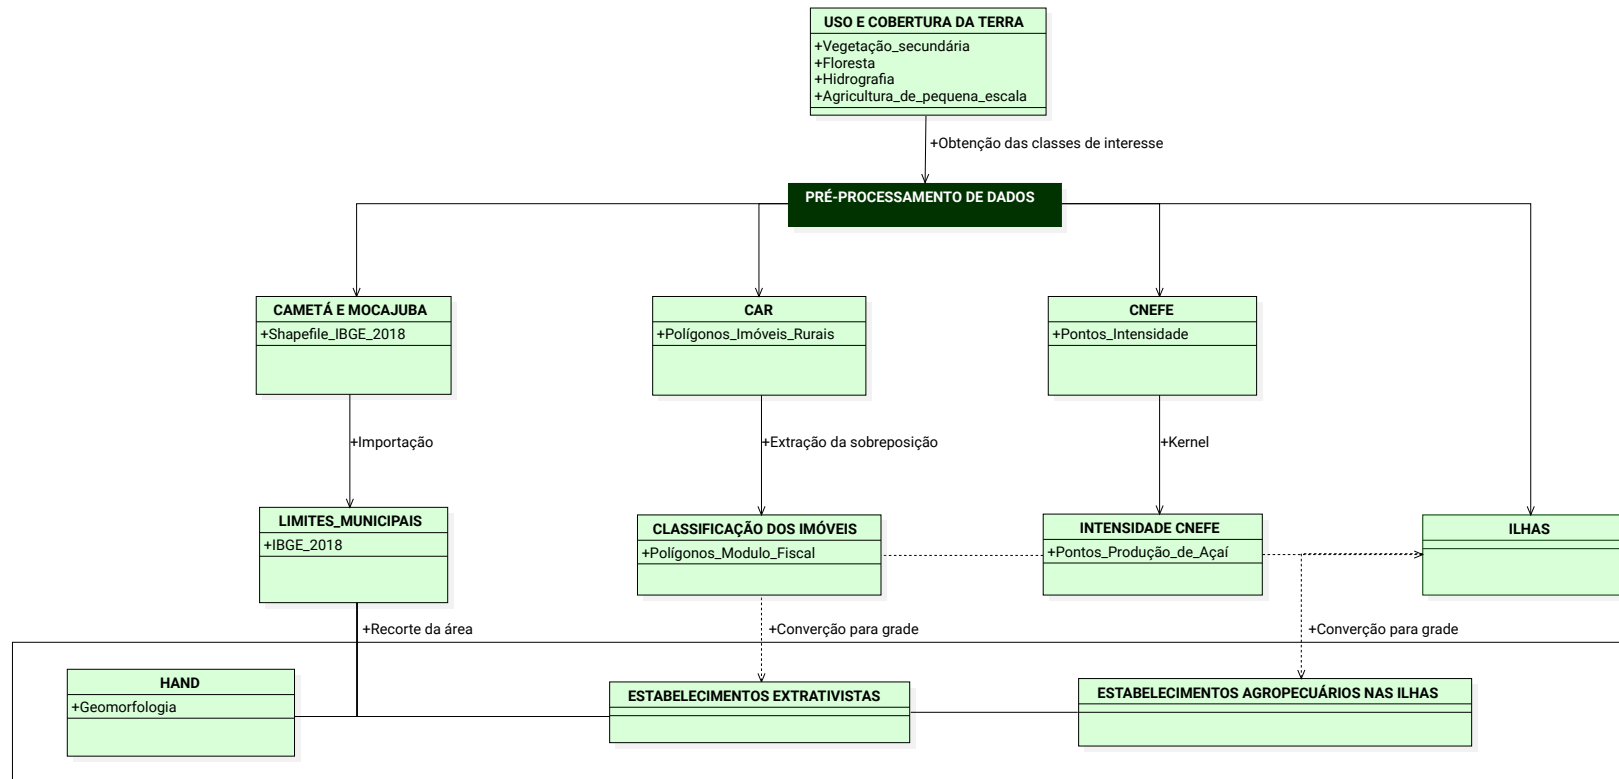 USO E COBERTURA DA TERRA
+Vegetação_secundária
+Floresta
+Hidrografia
+Agricultura_de_pequena_escala
+Obtenção das classes de interesse
PRÉ-PROCESSAMENTO DE DADOS
CAMETÁ E MOCAJUBA
+Shapefile_IBGE_2018
CAR
+Polígonos_Imóveis_Rurais
CNEFE
+Pontos_Intensidade
+Importação
+Extração da sobreposição
+Kernel
LIMITES_MUNICIPAIS
+IBGE_2018
CLASSIFICAÇÃO DOS IMÓVEIS
+Polígonos_Modulo_Fiscal
INTENSIDADE CNEFE
+Pontos_Produção_de_Açaí
ILHAS
+Recorte da área
+Converção para grade
+Converção para grade
HAND
+Geomorfologia
ESTABELECIMENTOS EXTRATIVISTAS
ESTABELECIMENTOS AGROPECUÁRIOS NAS ILHAS